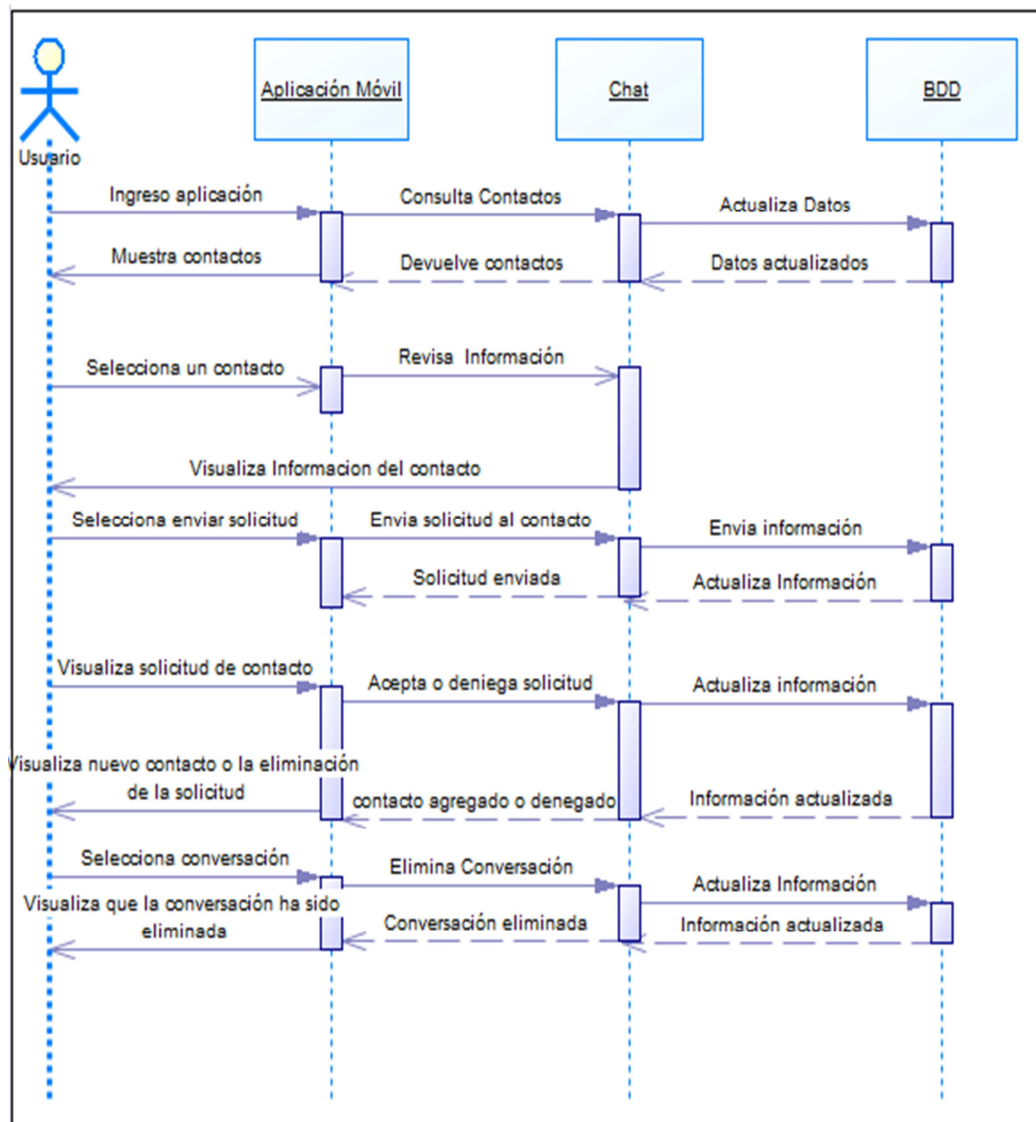 Usuario
Aplicación Móvil
Chat
BDD
Ingreso aplicación
Consulta Contactos
Actualiza Datos
Muestra contactos
Devuelve contactos
Datos actualizados
Selecciona un contacto
Revisa Información
Visualiza Informacion del contacto
Selecciona enviar solicitud
Envia solicitud al contacto
Envia información
Solicitud enviada
Actualiza Información
Visualiza solicitud de contacto
Acepta o deniega solicitud
Actualiza información
Visualiza nuevo contacto o la eliminación
de la solicitud
contacto agregado o denegado
Información actualizada
Selecciona conversación
Elimina Conversación
Actualiza Información
Visualiza que la conversación ha sido
eliminada
Conversación eliminada
Información actualizada